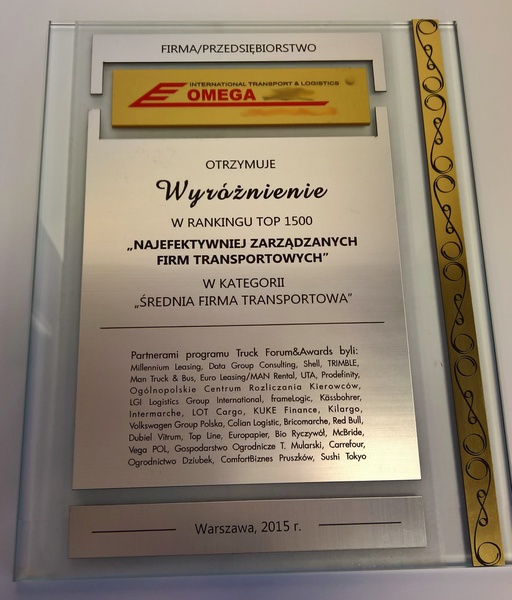 FIRMA/PRZEDSIĘBIORSTWO
INTERNATIONAL TRANSPORT & LOGISTICS
OMEGA
OTRZYMUJE
Wyróżnienie
W RANKINGU TOP 1500
„NAJEFEKTYWNIEJ ZARZĄDZANYCH
FIRM TRANSPORTOWYCH”
W KATEGORII
„ŚREDNIA FIRMA TRANSPORTOWA”
Partnerami programu Truck Forum&Awards byli:
Millennium Leasing, Data Group Consulting, Shell, TRIMBLE,
Man Truck & Bus, Euro Leasing/MAN Rental, UTA, Prodefinity,
Ogólnopolskie Centrum Rozliczania Kierowców,
LGI Logistics Group International, frameLogic, Kässbohrer,
Intermarche, LOT Cargo, KUKE Finance, Kilargo,
Volkswagen Group Polska, Colian Logistic, Bricomarche, Red Bull,
Dubiel Vitrum, Top Line, Europapier, Bio Ryczywół, McBride,
Vega POL, Gospodarstwo Ogrodnicze T. Mularski, Carrefour,
Ogrodnictwo Dziubek, ComfortBiznes Pruszków, Sushi Tokyo
Warszawa, 2015 r.